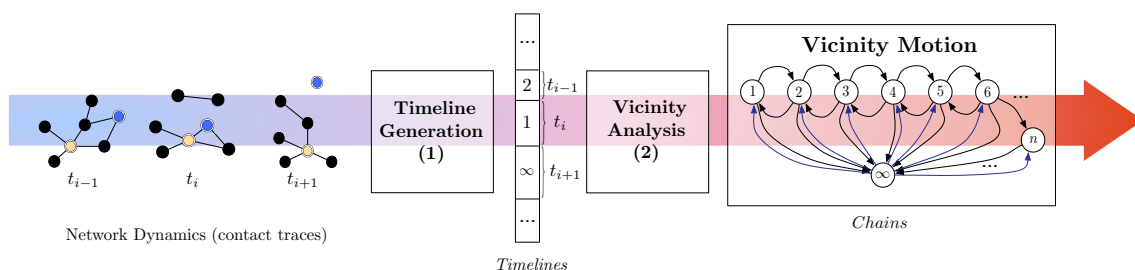 t_{i-1}
t_i
t_{i+1}
Network Dynamics (contact traces)
Timeline
Generation
(1)
...
2
t_{i-1}
1
t_i
∞
t_{i+1}
...
Timelines
Vicinity
Analysis
(2)
Vicinity Motion
1 2 3 4 5 6 ...
n
...
∞
Chains